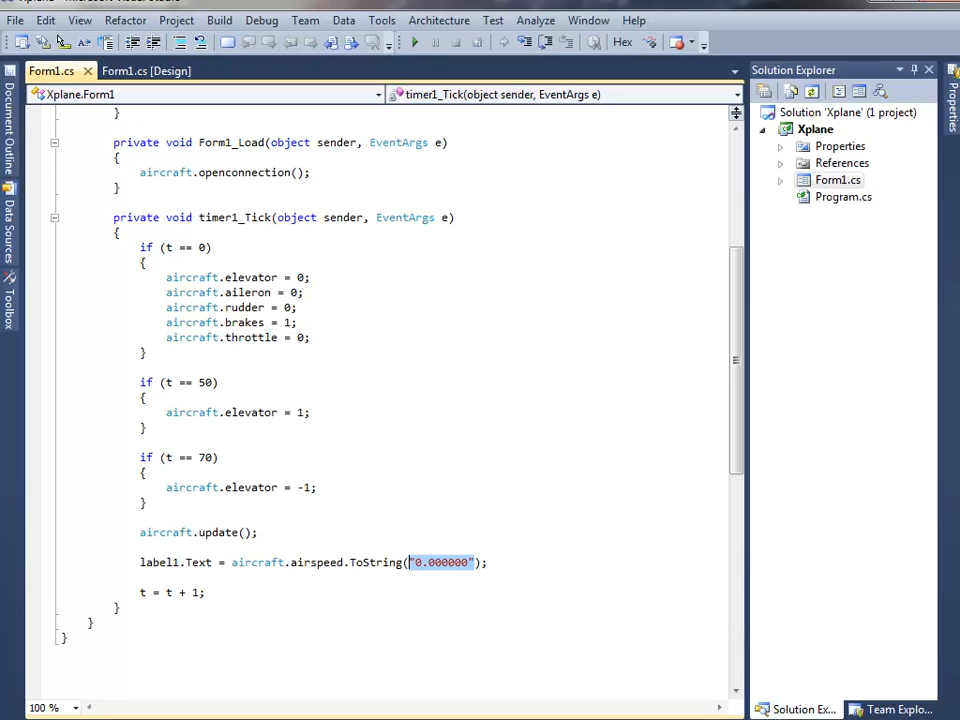 File Edit View Refactor Project Build Debug Team Data Tools Architecture Test Analyze Window Help
Hex
Form1.cs Form1.cs [Design]
Xplane.Form1 timer1_Tick(object sender, EventArgs e)
}
private void Form1_Load(object sender, EventArgs e)
{
aircraft.openconnection();
}
private void timer1_Tick(object sender, EventArgs e)
{
if (t == 0)
{
aircraft.elevator = 0;
aircraft.aileron = 0;
aircraft.rudder = 0;
aircraft.brakes = 1;
aircraft.throttle = 0;
}
if (t == 50)
{
aircraft.elevator = 1;
}
if (t == 70)
{
aircraft.elevator = -1;
}
aircraft.update();
label1.Text = aircraft.airspeed.ToString("0.000000");
t = t + 1;
}
}
}
100 %
Document Outline
Data Sources
Toolbox
Solution Explorer
Solution 'Xplane' (1 project)
Xplane
Properties
References
Form1.cs
Program.cs
Solution Ex... Team Explo...
Properties